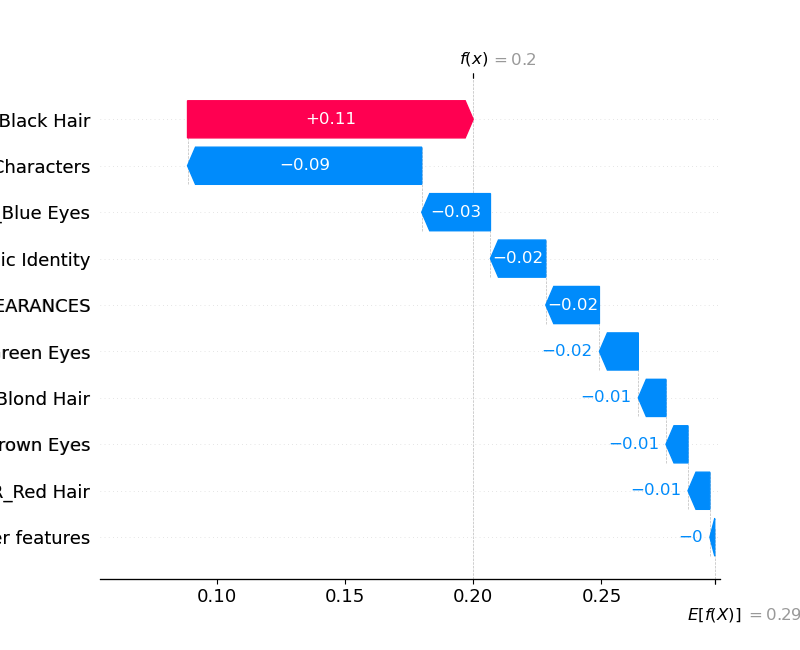 f(x) = 0.2
Black Hair
+0.11
Characters
−0.09
_Blue Eyes
−0.03
ic Identity
−0.02
EARANCES
−0.02
reen Eyes
−0.02
Blond Hair
−0.01
rown Eyes
−0.01
R_Red Hair
−0.01
er features
−0
0.10 0.15 0.20 0.25
E[f(X)] = 0.29